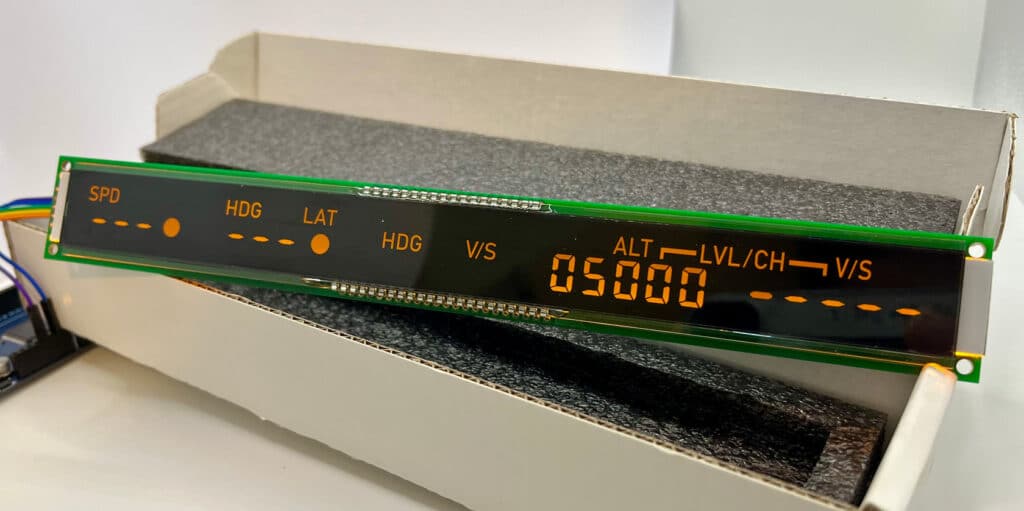 SPD HDG LAT HDG V/S ALT LVL/CH V/S
--- --- 05000 -----